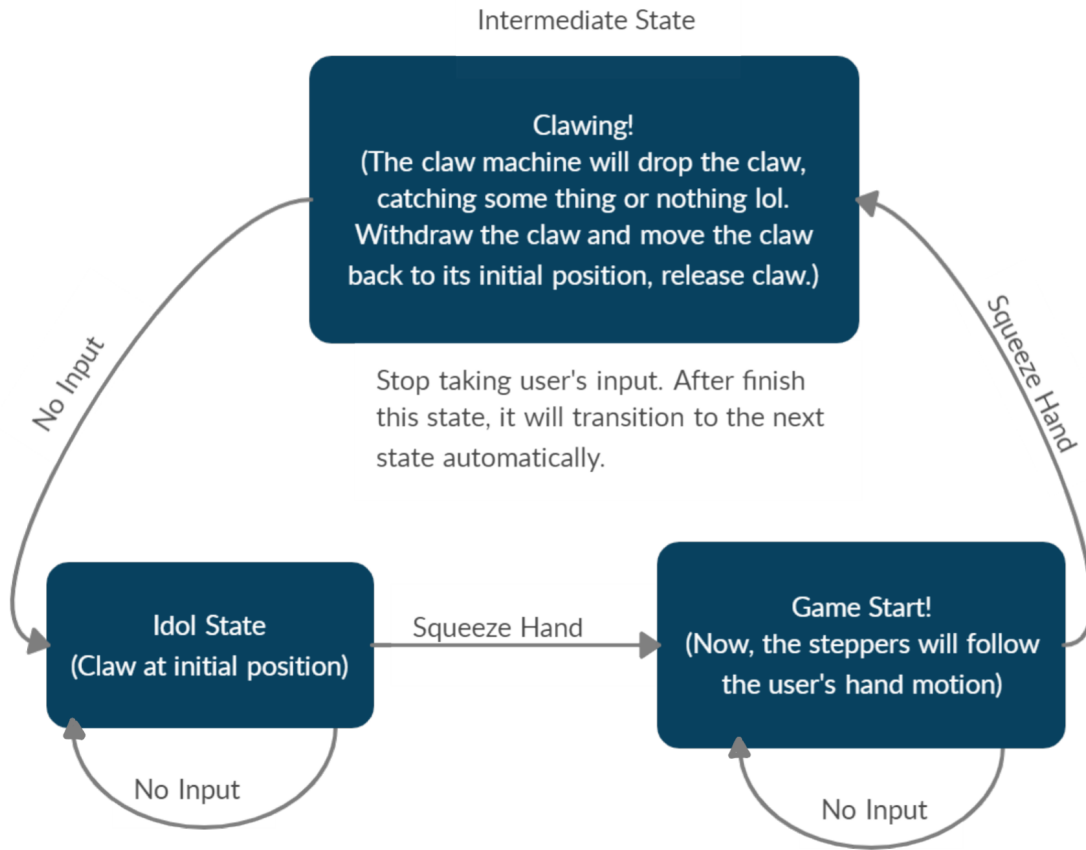 Intermediate State
Clawing!
(The claw machine will drop the claw,
catching some thing or nothing lol.
Withdraw the claw and move the claw
back to its initial position, release claw.)
No Input
Squeeze Hand
Stop taking user's input. After finish
this state, it will transition to the next
state automatically.
Idol State
(Claw at initial position)
Squeeze Hand
Game Start!
(Now, the steppers will follow
the user's hand motion)
No Input
No Input